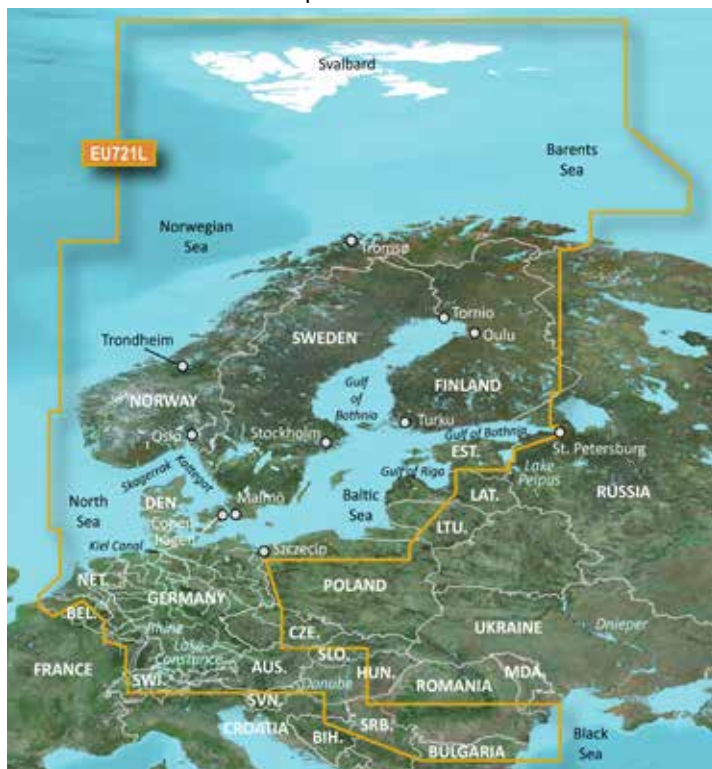 Svalbard
EU721L
Barents
Sea
Norwegian
Sea
Tromsø
Tornio
Oulu
SWEDEN
Trondheim
FINLAND
Gulf
of
Bothnia
NORWAY
Turku
Gulf of Bothnia
Oslo
Stockholm
St. Petersburg
EST.
Skagerrak
Kattegat
Gulf of Riga
Lake
Peipus
RUSSIA
LAT.
North
Sea
DEN
Malmö
Copen
hagen
Baltic
Sea
LTU.
Kiel Canal
Szczecin
NET.
GERMANY
POLAND
BEL.
Rhine
CZE.
UKRAINE
Dnieper
Lake
Constance
FRANCE
SWI.
AUS.
SLO.
HUN.
MDA.
Danube
ROMANIA
SVN.
CROATIA
SRB.
BIH.
BULGARIA
Black
Sea